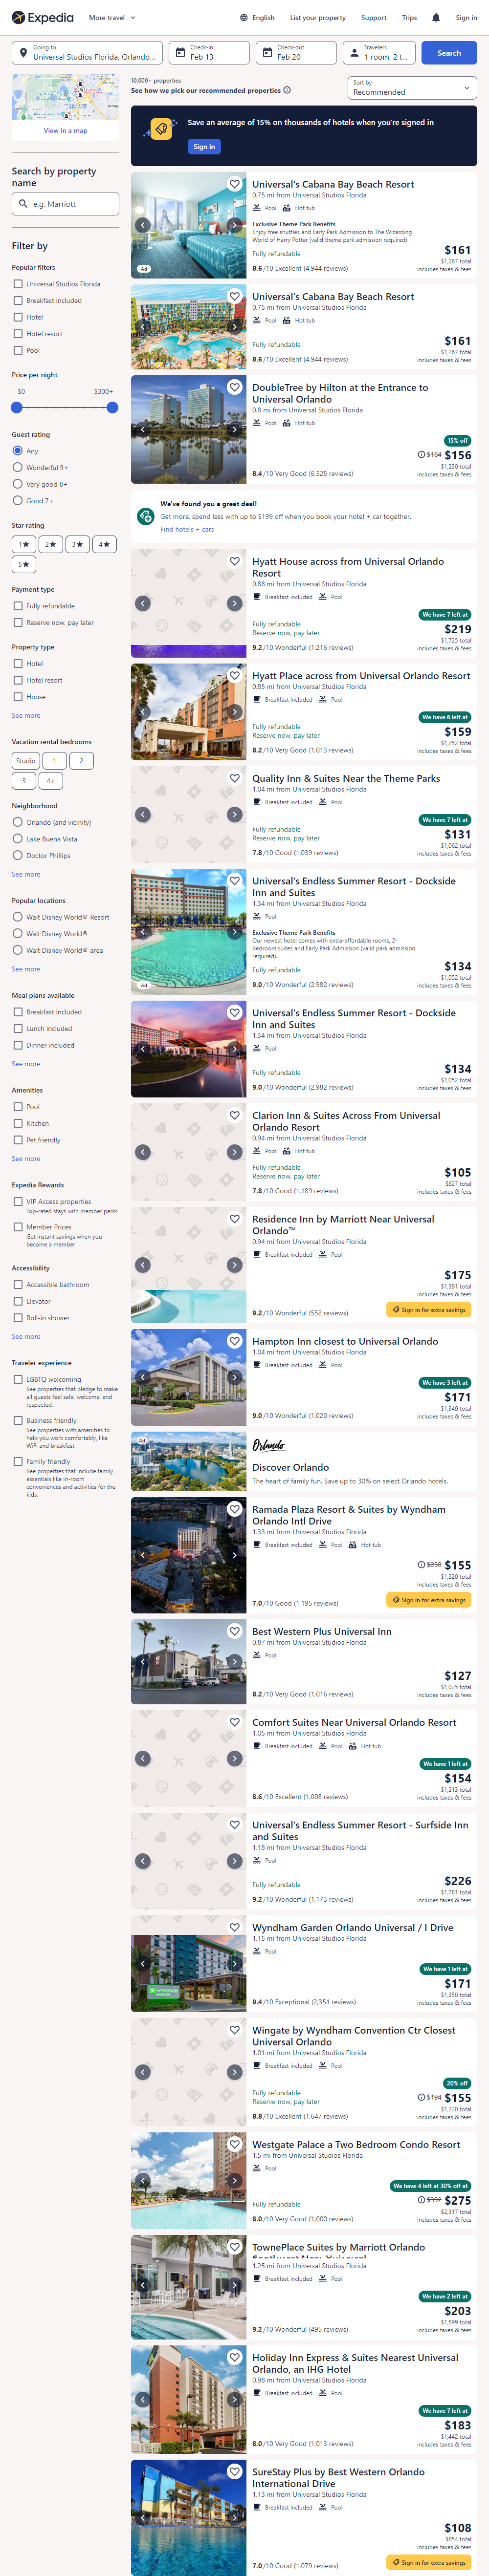 Expedia
More travel
English
List your property
Support
Trips
Sign in
Going to
Universal Studios Florida, Orlando...
Check-in
Feb 13
Check-out
Feb 20
Travelers
1 room, 2 t...
Search
View in a map
Search by property
name
e.g. Marriott
Filter by
Popular filters
Universal Studios Florida
Breakfast included
Hotel
Hotel resort
Pool
Price per night
$0
$300+
Guest rating
Any
Wonderful 9+
Very good 8+
Good 7+
Star rating
1★
2★
3★
4★
5★
Payment type
Fully refundable
Reserve now, pay later
Property type
Hotel
Hotel resort
House
See more
Vacation rental bedrooms
Studio
1
2
3
4+
Neighborhood
Orlando (and vicinity)
Lake Buena Vista
Doctor Phillips
See more
Popular locations
Walt Disney World® Resort
Walt Disney World®
Walt Disney World® area
See more
Meal plans available
Breakfast included
Lunch included
Dinner included
See more
Amenities
Pool
Kitchen
Pet friendly
See more
Expedia Rewards
VIP Access properties
Top-rated stays with member perks
Member Prices
Get instant savings when you
become a member
Accessibility
Accessible bathroom
Elevator
Roll-in shower
See more
Traveler experience
LGBTQ welcoming
See properties that pledge to make
all guests feel safe, welcome, and
respected.
Business friendly
See properties with amenities to
help you work comfortably, like
WiFi and breakfast.
Family friendly
See properties that include family
essentials like in-room
conveniences and activities for the
kids.
10,000+ properties
See how we pick our recommended properties
Sort by
Recommended
Save an average of 15% on thousands of hotels when you're signed in
Sign in
Ad
Universal's Cabana Bay Beach Resort
0.75 mi from Universal Studios Florida
Pool Hot tub
Exclusive Theme Park Benefits
Enjoy free shuttles and Early Park Admission to The Wizarding
World of Harry Potter (valid theme park admission required).
Fully refundable
8.6/10 Excellent (4,944 reviews)
$161
$1,267 total
includes taxes & fees
Universal's Cabana Bay Beach Resort
0.75 mi from Universal Studios Florida
Pool Hot tub
Fully refundable
8.6/10 Excellent (4,944 reviews)
$161
$1,267 total
includes taxes & fees
DoubleTree by Hilton at the Entrance to
Universal Orlando
0.8 mi from Universal Studios Florida
Pool Hot tub
8.4/10 Very Good (6,525 reviews)
15% off
$184 $156
$1,230 total
includes taxes & fees
We've found you a great deal!
Get more, spend less with up to $199 off when you book your hotel + car together.
Find hotels + cars
Hyatt House across from Universal Orlando
Resort
0.88 mi from Universal Studios Florida
Breakfast included Pool
Fully refundable
Reserve now, pay later
9.2/10 Wonderful (1,216 reviews)
We have 7 left at
$219
$1,725 total
includes taxes & fees
Hyatt Place across from Universal Orlando Resort
0.85 mi from Universal Studios Florida
Breakfast included Pool
Fully refundable
Reserve now, pay later
8.2/10 Very Good (1,013 reviews)
We have 6 left at
$159
$1,252 total
includes taxes & fees
Quality Inn & Suites Near the Theme Parks
1.04 mi from Universal Studios Florida
Breakfast included Pool
Fully refundable
Reserve now, pay later
7.8/10 Good (1,039 reviews)
We have 7 left at
$131
$1,062 total
includes taxes & fees
Ad
Universal's Endless Summer Resort - Dockside
Inn and Suites
1.34 mi from Universal Studios Florida
Pool
Exclusive Theme Park Benefits
Our newest hotel comes with extra-affordable rooms, 2-
bedroom suites and Early Park Admission (valid park admission
required).
Fully refundable
9.0/10 Wonderful (2,982 reviews)
$134
$1,052 total
includes taxes & fees
Universal's Endless Summer Resort - Dockside
Inn and Suites
1.34 mi from Universal Studios Florida
Pool
Fully refundable
9.0/10 Wonderful (2,982 reviews)
$134
$1,052 total
includes taxes & fees
Clarion Inn & Suites Across From Universal
Orlando Resort
0.94 mi from Universal Studios Florida
Pool Hot tub
Fully refundable
Reserve now, pay later
7.8/10 Good (1,189 reviews)
$105
$827 total
includes taxes & fees
Residence Inn by Marriott Near Universal
Orlando™
0.94 mi from Universal Studios Florida
Breakfast included Pool
9.2/10 Wonderful (552 reviews)
$175
$1,381 total
includes taxes & fees
Sign in for extra savings
Hampton Inn closest to Universal Orlando
1.04 mi from Universal Studios Florida
Breakfast included Pool
9.0/10 Wonderful (1,020 reviews)
We have 3 left at
$171
$1,349 total
includes taxes & fees
Ad
Orlando
Discover Orlando
The heart of family fun. Save up to 30% on select Orlando hotels.
Ramada Plaza Resort & Suites by Wyndham
Orlando Intl Drive
1.33 mi from Universal Studios Florida
Breakfast included Pool Hot tub
7.0/10 Good (1,195 reviews)
$258 $155
$1,220 total
includes taxes & fees
Sign in for extra savings
Best Western Plus Universal Inn
0.87 mi from Universal Studios Florida
Pool
8.2/10 Very Good (1,016 reviews)
$127
$1,025 total
includes taxes & fees
Comfort Suites Near Universal Orlando Resort
1.05 mi from Universal Studios Florida
Breakfast included Pool Hot tub
8.6/10 Excellent (1,008 reviews)
We have 1 left at
$154
$1,213 total
includes taxes & fees
Universal's Endless Summer Resort - Surfside Inn
and Suites
1.18 mi from Universal Studios Florida
Pool
Fully refundable
9.2/10 Wonderful (1,173 reviews)
$226
$1,781 total
includes taxes & fees
Wyndham Garden Orlando Universal / I Drive
1.15 mi from Universal Studios Florida
Pool
9.4/10 Exceptional (2,351 reviews)
We have 1 left at
$171
$1,350 total
includes taxes & fees
Wingate by Wyndham Convention Ctr Closest
Universal Orlando
1.01 mi from Universal Studios Florida
Breakfast included Pool
Fully refundable
Reserve now, pay later
8.8/10 Excellent (1,647 reviews)
20% off
$194 $155
$1,220 total
includes taxes & fees
Westgate Palace a Two Bedroom Condo Resort
1.5 mi from Universal Studios Florida
Pool
Fully refundable
8.0/10 Very Good (1,000 reviews)
We have 4 left at 30% off at
$392 $275
$2,317 total
includes taxes & fees
TownePlace Suites by Marriott Orlando
1.25 mi from Universal Studios Florida
Breakfast included Pool
9.2/10 Wonderful (495 reviews)
We have 2 left at
$203
$1,599 total
includes taxes & fees
Holiday Inn Express & Suites Nearest Universal
Orlando, an IHG Hotel
0.98 mi from Universal Studios Florida
Breakfast included Pool
8.0/10 Very Good (1,013 reviews)
We have 7 left at
$183
$1,442 total
includes taxes & fees
SureStay Plus by Best Western Orlando
International Drive
1.13 mi from Universal Studios Florida
Breakfast included Pool
7.0/10 Good (1,079 reviews)
$108
$854 total
includes taxes & fees
Sign in for extra savings